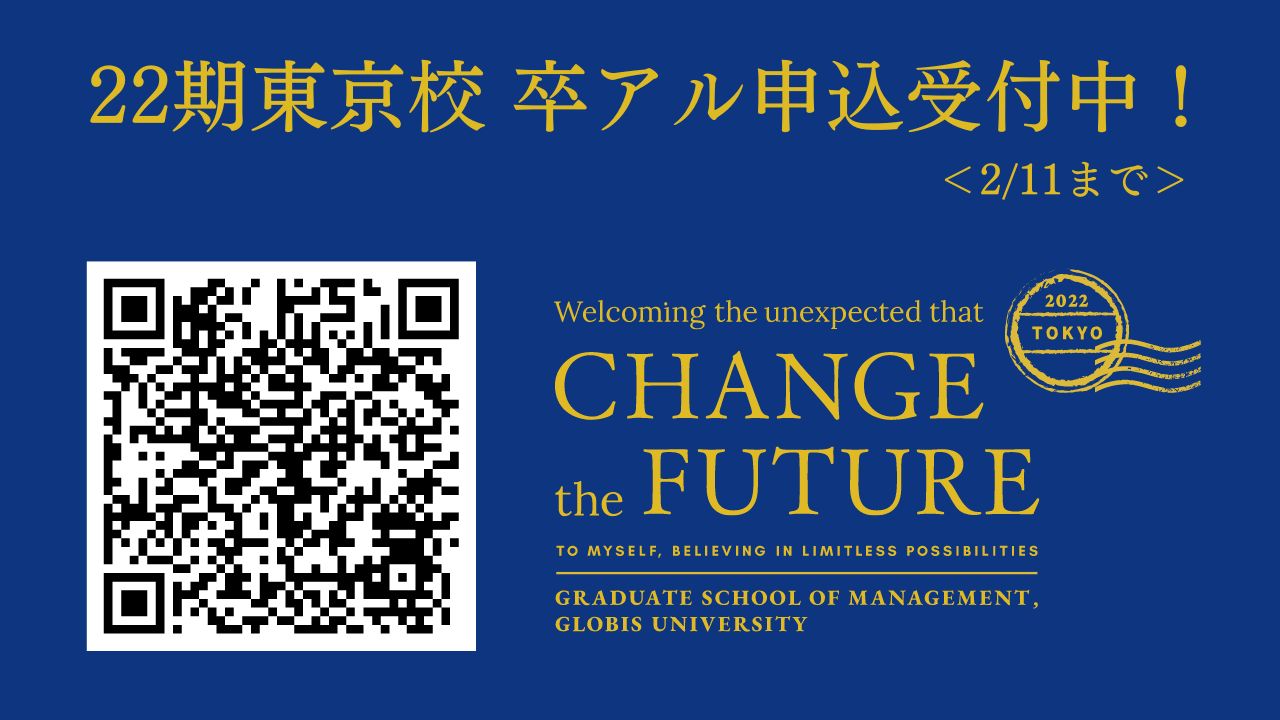 22期東京校 卒アル申込受付中！
＜2/11まで＞
Welcoming the unexpected that
CHANGE
the FUTURE
2022
TOKYO
TO MYSELF, BELIEVING IN LIMITLESS POSSIBILITIES
GRADUATE SCHOOL OF MANAGEMENT,
GLOBIS UNIVERSITY